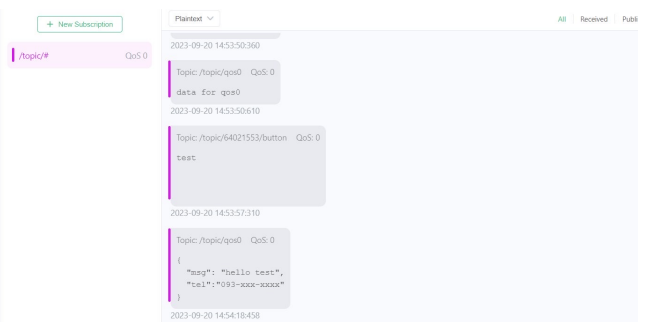 + New Subscription
/topic/# QoS 0
Plaintext
All Received Publi
2023-09-20 14:53:50:360
Topic: /topic/qos0 QoS: 0
data for qos0
2023-09-20 14:53:50:610
Topic: /topic/64021553/button QoS: 0
test
2023-09-20 14:53:57:310
Topic: /topic/qos0 QoS: 0
{
"msg": "hello test",
"tel":"093-xxx-xxxx"
}
2023-09-20 14:54:18:458